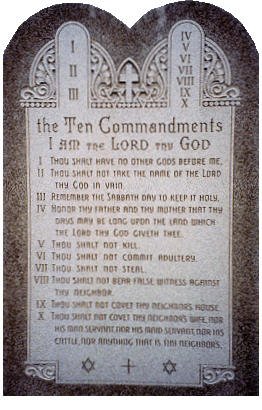 I
II
III
IV
V
VI
VII
VIII
IX
X
the Ten Commandments
I AM the LORD thy GOD
I Thou shalt have no other gods before me.
II Thou shalt not take the Name of the Lord
thy God in vain.
III Remember the Sabbath day to keep it holy.
IV Honor thy father and thy mother that thy
days may be long upon the land which
the Lord thy God giveth thee.
V Thou shalt not kill.
VI Thou shalt not commit adultery.
VII Thou shalt not steal.
VIII Thou shalt not bear false witness against
thy neighbor.
IX Thou shalt not covet thy neighbors house.
X Thou shalt not covet thy neighbors wife nor
his man servant nor his maid servant, nor his
cattle, nor anything that is thy neighbors.